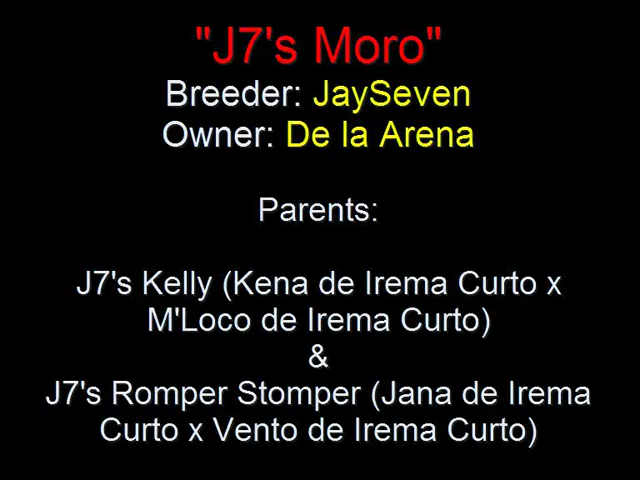 "J7's Moro"
Breeder: JaySeven
Owner: De la Arena
Parents:
J7's Kelly (Kena de Irema Curto x
M'Loco de Irema Curto)
&
J7's Romper Stomper (Jana de Irema
Curto x Vento de Irema Curto)